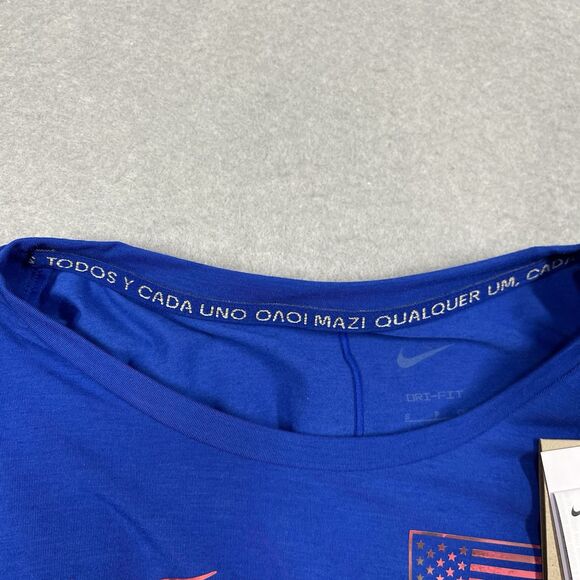 S TODOS Y CADA UNO ΟΛΟΙ ΜΑΖΙ QUALQUER UM, CADA
DRI-FIT